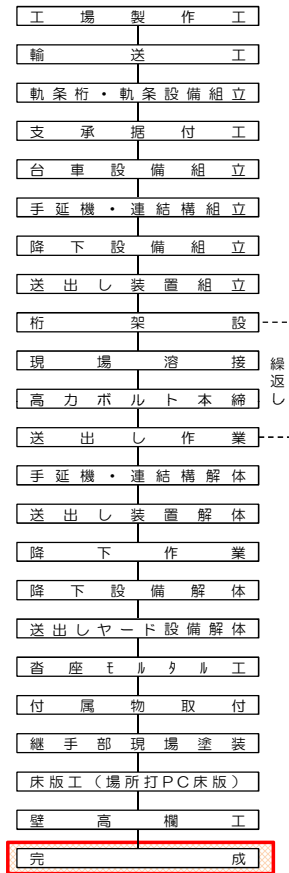 工場製作工
輸送工
軌条桁・軌条設備組立
支承据付工
台車設備組立
手延機・連結構組立
降下設備組立
送出し装置組立
桁架設
現場溶接
高力ボルト本締
送出し作業
繰返し
手延機・連結構解体
送出し装置解体
降下作業
降下設備解体
送出しヤード設備解体
沓座ﾓﾙﾀﾙ工
付属物取付
継手部現場塗装
床版工（場所打PC床版）
壁高欄工
完成